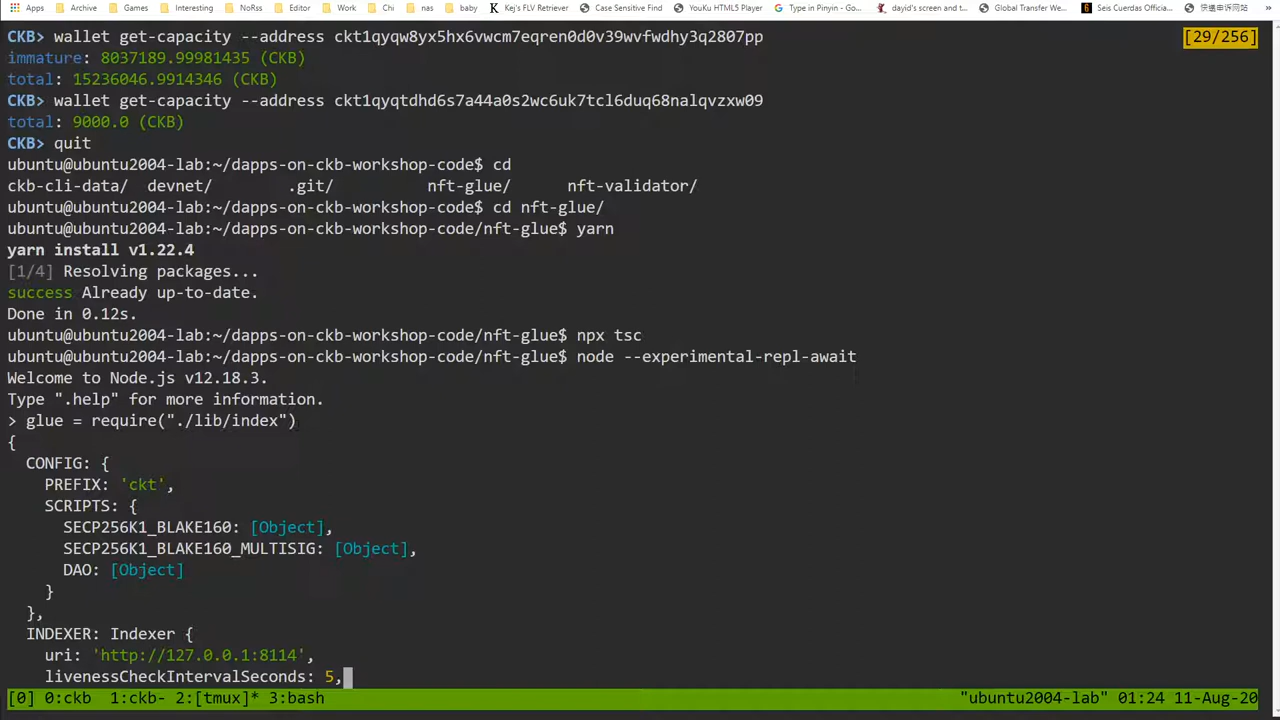 Apps Archive Games Interesting NoRss Editor Work Chi nas baby Kej's FLV Retriever Case Sensitive Find YouKu HTML5 Player Type in Pinyin - Goog... dayid's screen and t... Global Transfer We... Seis Cuerdas Oficia...
CKB> wallet get-capacity --address ckt1qyqw8yx5hx6vwcm7eqren0d0v39wvfwdhy3q2807pp [29/256]
immature: 8037189.99981435 (CKB)
total: 15236046.9914346 (CKB)
CKB> wallet get-capacity --address ckt1qyqtdhd6s7a44a0s2wc6uk7tcl6duq68nalqvzxw09
total: 9000.0 (CKB)
CKB> quit
ubuntu@ubuntu2004-lab:~/dapps-on-ckb-workshop-code$ cd
ckb-cli-data/ devnet/ .git/ nft-glue/ nft-validator/
ubuntu@ubuntu2004-lab:~/dapps-on-ckb-workshop-code$ cd nft-glue/
ubuntu@ubuntu2004-lab:~/dapps-on-ckb-workshop-code/nft-glue$ yarn
yarn install v1.22.4
[1/4] Resolving packages...
success Already up-to-date.
Done in 0.12s.
ubuntu@ubuntu2004-lab:~/dapps-on-ckb-workshop-code/nft-glue$ npx tsc
ubuntu@ubuntu2004-lab:~/dapps-on-ckb-workshop-code/nft-glue$ node --experimental-repl-await
Welcome to Node.js v12.18.3.
Type ".help" for more information.
> glue = require("./lib/index")
{
CONFIG: {
PREFIX: 'ckt',
SCRIPTS: {
SECP256K1_BLAKE160: [Object],
SECP256K1_BLAKE160_MULTISIG: [Object],
DAO: [Object]
}
},
INDEXER: Indexer {
uri: 'http://127.0.0.1:8114',
livenessCheckIntervalSeconds: 5,
[0] 0:ckb 1:ckb- 2:[tmux]* 3:bash "ubuntu2004-lab" 01:24 11-Aug-20